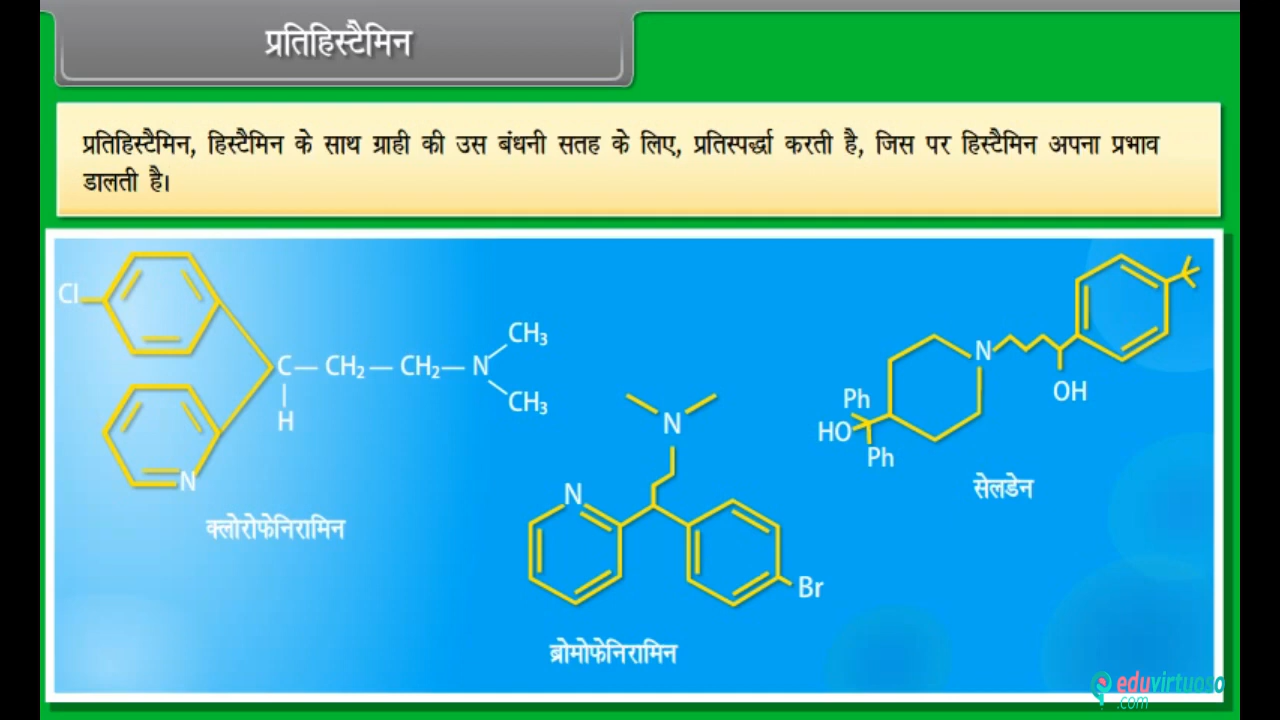 प्रतिहिस्टैमिन
प्रतिहिस्टैमिन, हिस्टैमिन के साथ ग्राही की उस बंधनी सतह के लिए, प्रतिस्पर्द्धा करती है, जिस पर हिस्टैमिन अपना प्रभाव
डालती है।
Cl
C — CH₂ — CH₂ — N
CH₃
CH₃
H
N
क्लोरोफेनिरामिन
N
N
Br
ब्रोमोफेनिरामिन
N
OH
Ph
HO
Ph
सेलडेन
eduvirtuoso
.com